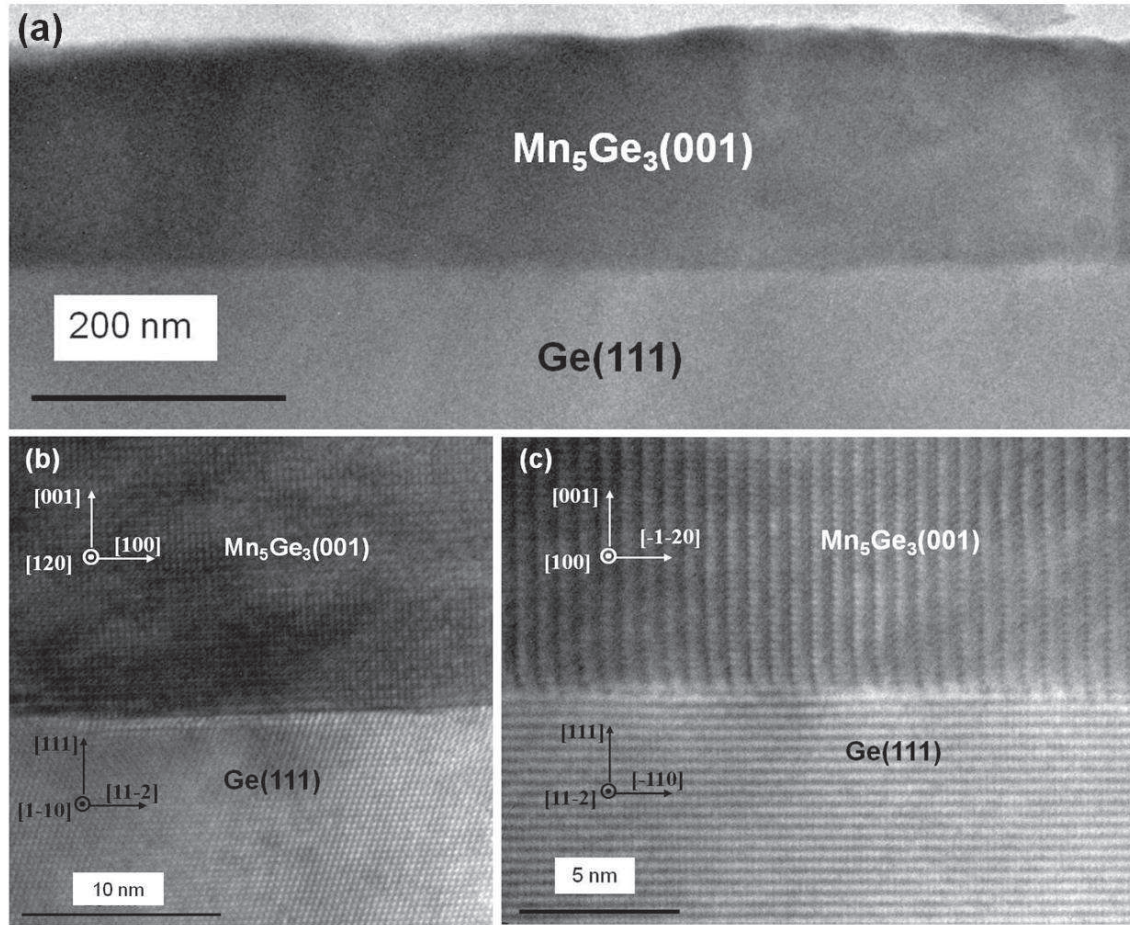 (a)
Mn₅Ge₃(001)
200 nm
Ge(111)
(b)
[001]
[100]
[120]
Mn₅Ge₃(001)
[111]
Ge(111)
[11-2]
[1-10]
10 nm
(c)
[001]
[-1-20]
[100]
Mn₅Ge₃(001)
[111]
Ge(111)
[-110]
[11-2]
5 nm